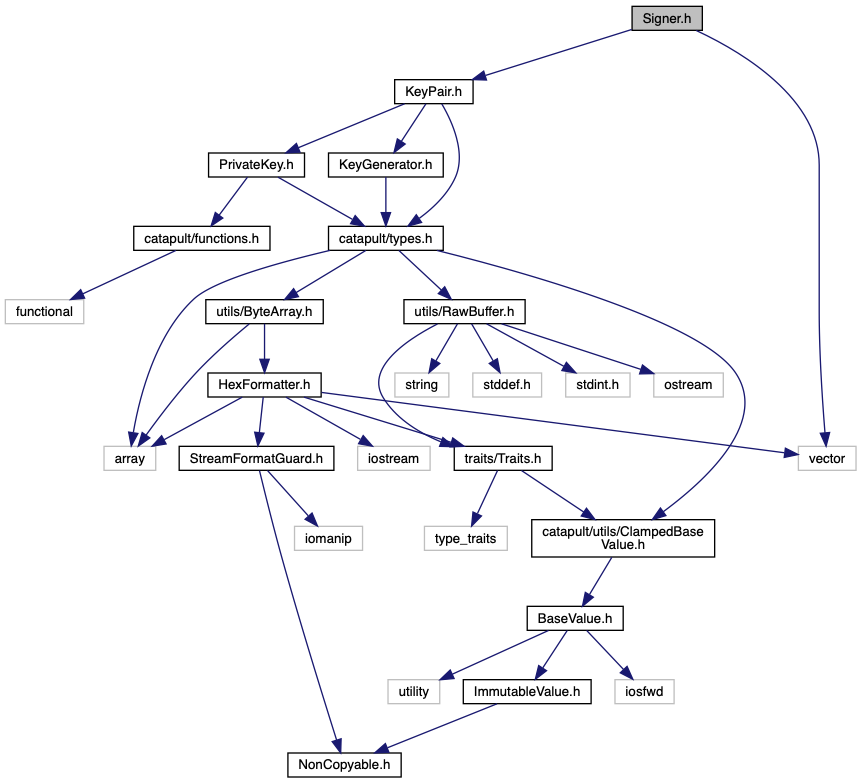 Signer.h
KeyPair.h
PrivateKey.h
KeyGenerator.h
catapult/functions.h
catapult/types.h
functional
utils/ByteArray.h
utils/RawBuffer.h
HexFormatter.h
string
stddef.h
stdint.h
ostream
array
StreamFormatGuard.h
iostream
traits/Traits.h
vector
iomanip
type_traits
catapult/utils/ClampedBase
Value.h
BaseValue.h
utility
ImmutableValue.h
iosfwd
NonCopyable.h